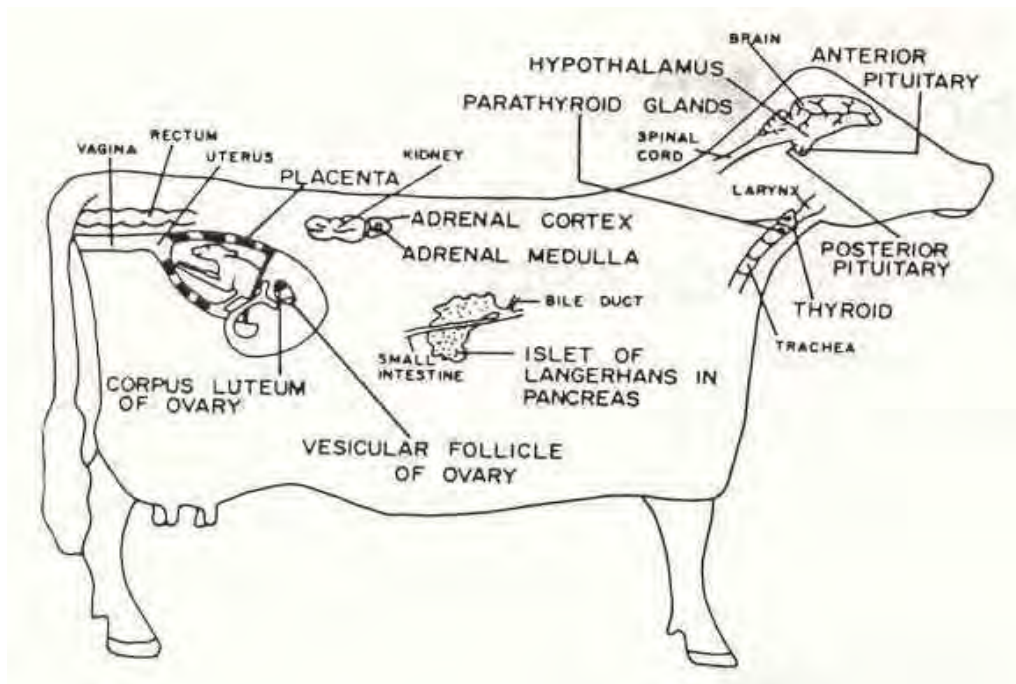 BRAIN
HYPOTHALAMUS
ANTERIOR
PITUITARY
PARATHYROID GLANDS
SPINAL
CORD
VAGINA
RECTUM
UTERUS
PLACENTA
KIDNEY
LARYNX
ADRENAL CORTEX
ADRENAL MEDULLA
POSTERIOR
PITUITARY
BILE DUCT
THYROID
TRACHEA
SMALL
INTESTINE
ISLET OF
LANGERHANS IN
PANCREAS
CORPUS LUTEUM
OF OVARY
VESICULAR FOLLICLE
OF OVARY